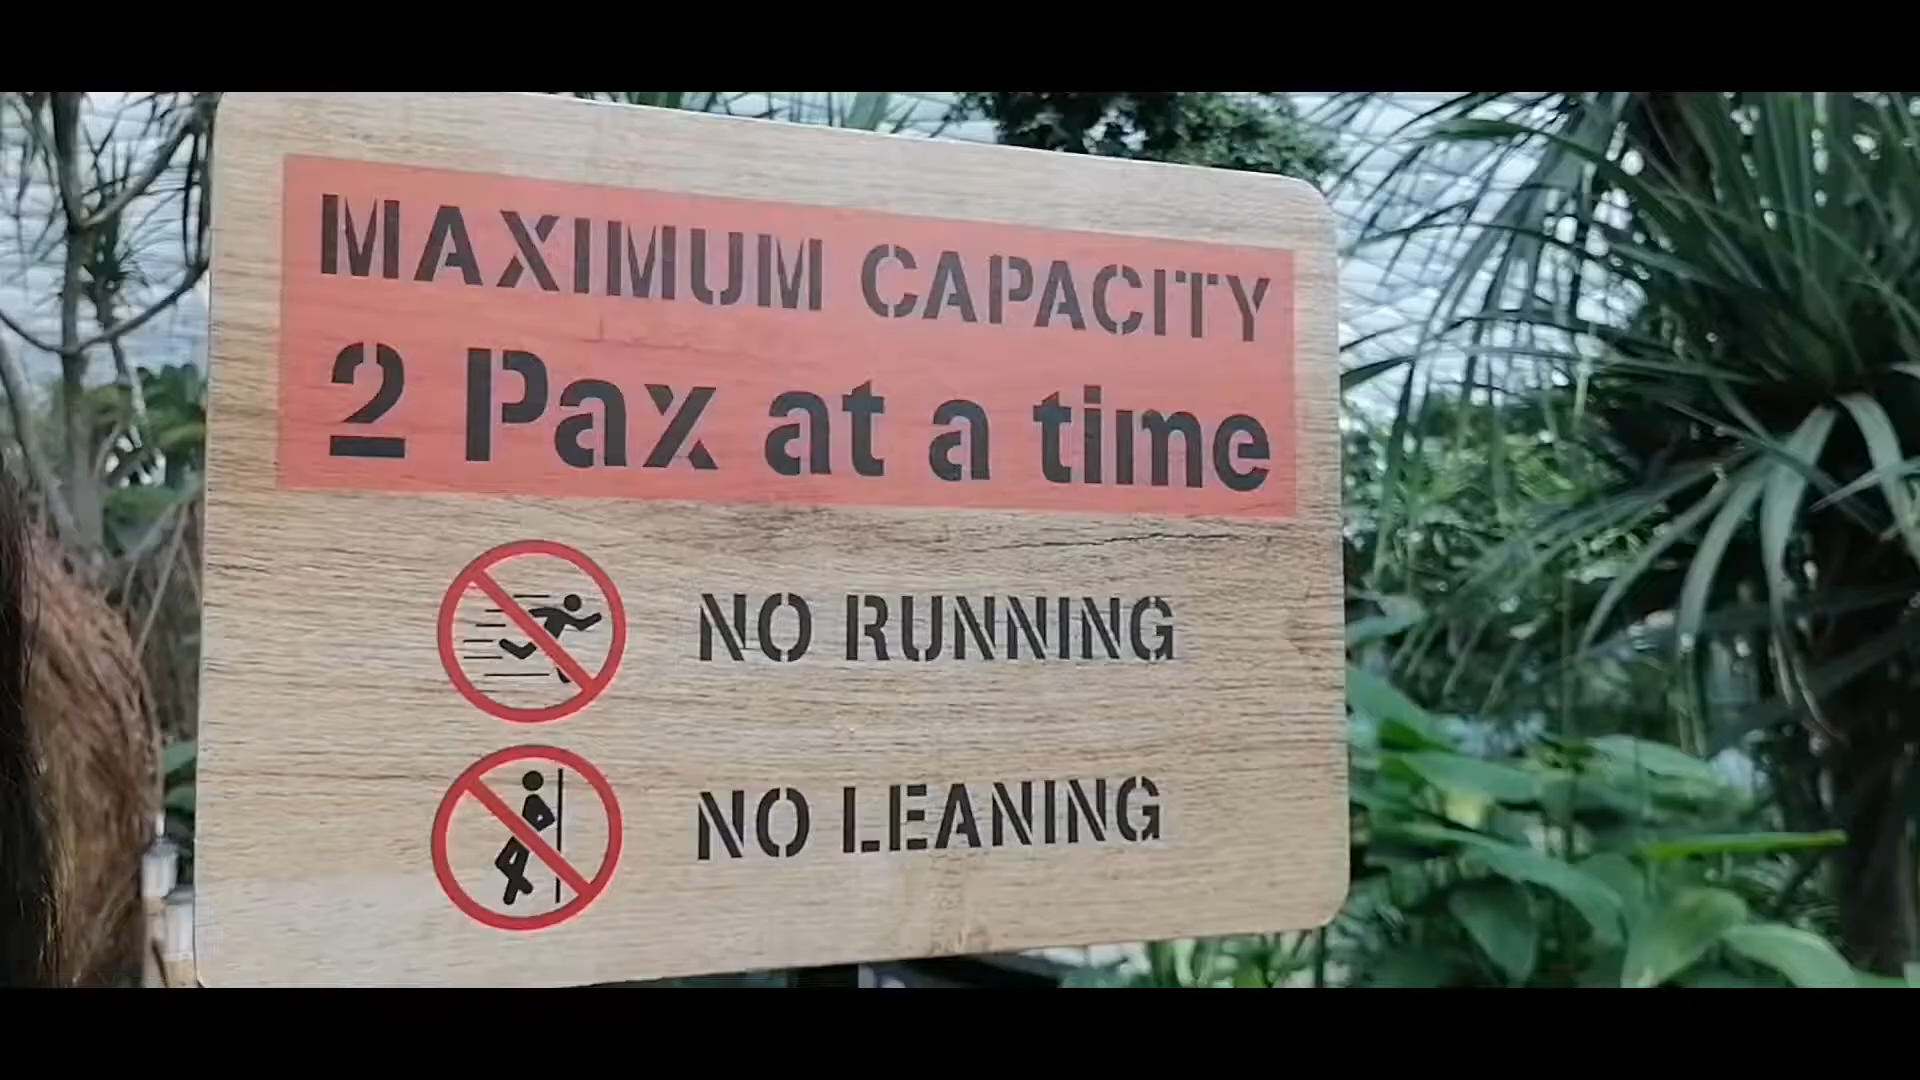 MAXIMUM CAPACITY
2 Pax at a time
NO RUNNING
NO LEANING